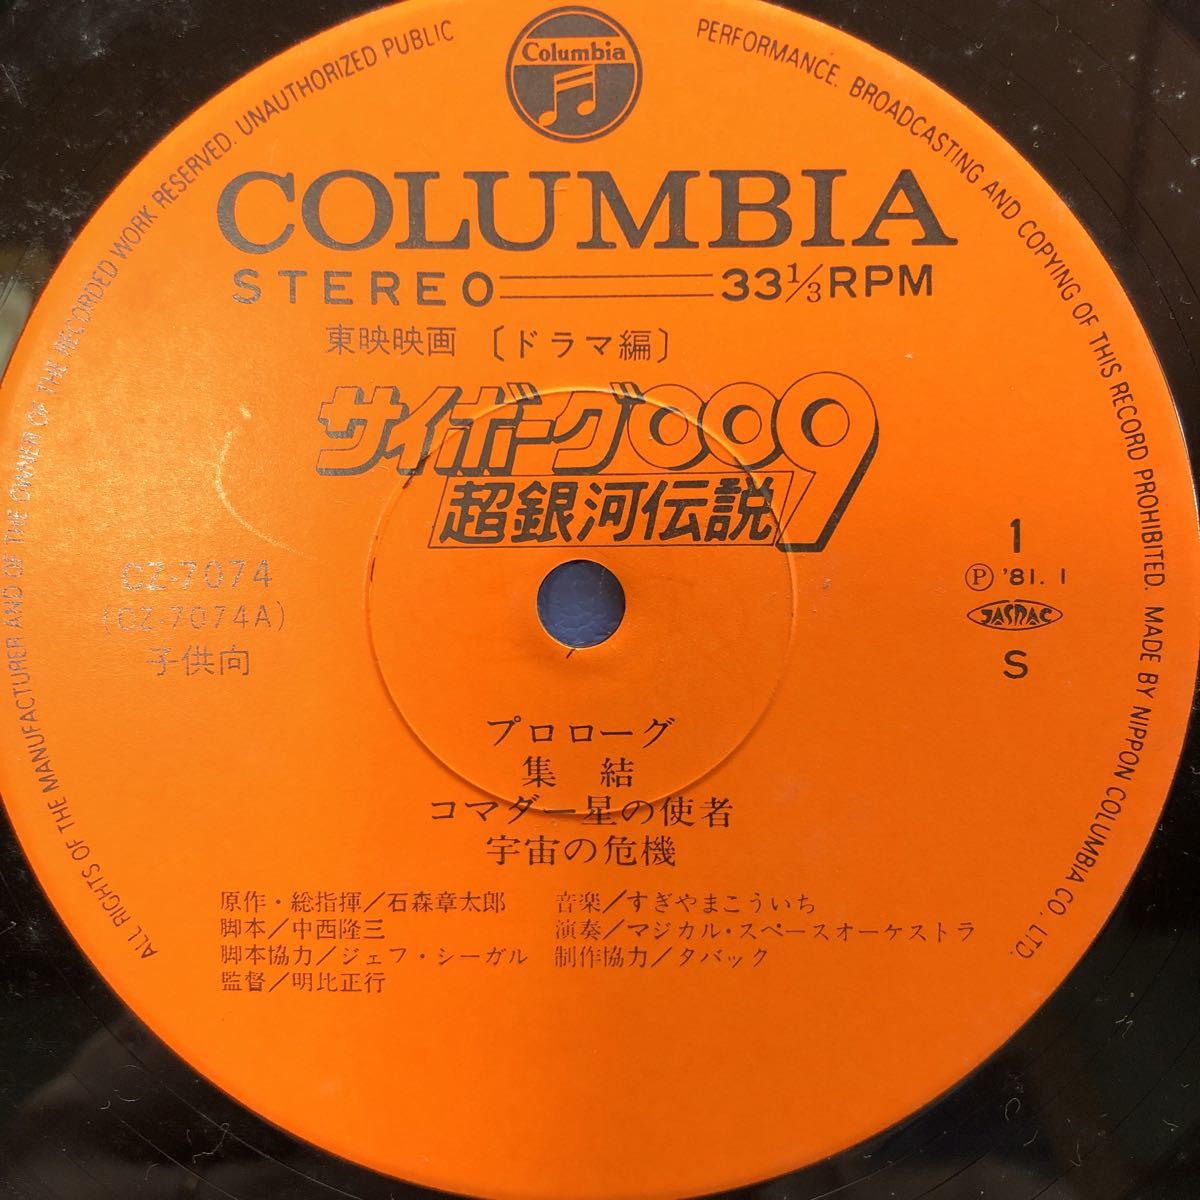 Columbia
ALL RIGHTS OF THE MANUFACTURER AND OF THE OWNER OF THE RECORDED WORK RESERVED. UNAUTHORIZED PUBLIC PERFORMANCE. BROADCASTING AND COPYING OF THIS RECORD PROHIBITED. MADE BY NIPPON COLUMBIA CO., LTD.
COLUMBIA
STEREO 33 1/3 RPM
東映映画 〔ドラマ編〕
サイボーグ009
超銀河伝説
CZ-7074
(CZ-7074A)
子供向
1
Ⓟ '81. 1
JASRAC
S
プロローグ
集 結
コマダー星の使者
宇宙の危機
原作・総指揮/石森章太郎
脚本/中西隆三
脚本協力/ジェフ・シーガル
監督/明比正行
音楽/すぎやまこういち
演奏/マジカル・スペースオーケストラ
制作協力/タバック